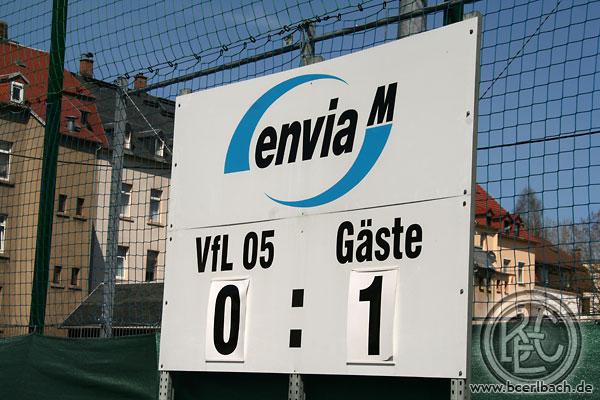 envia M
VfL 05 Gäste
0 : 1
www.bcerlbach.de